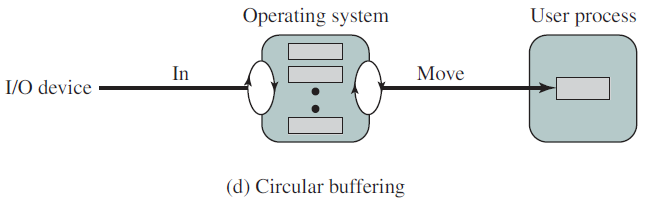 Operating system
User process
I/O device
In
Move
(d) Circular buffering